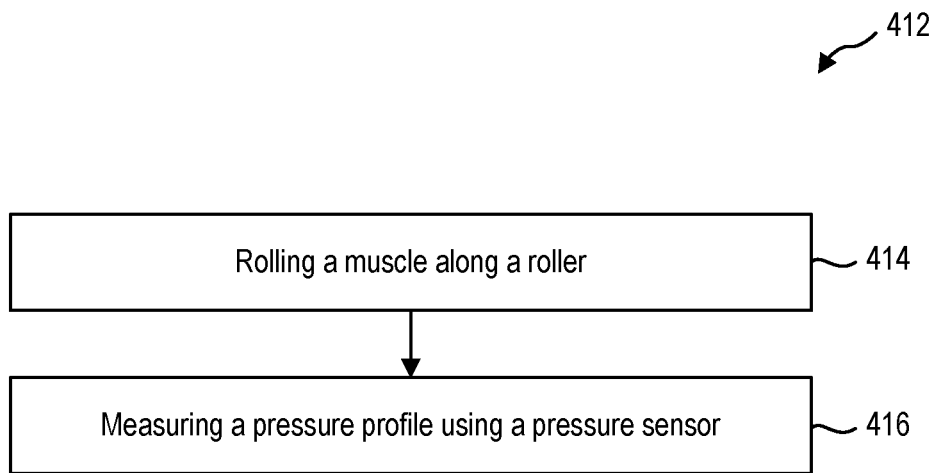 412
Rolling a muscle along a roller
414
Measuring a pressure profile using a pressure sensor
416